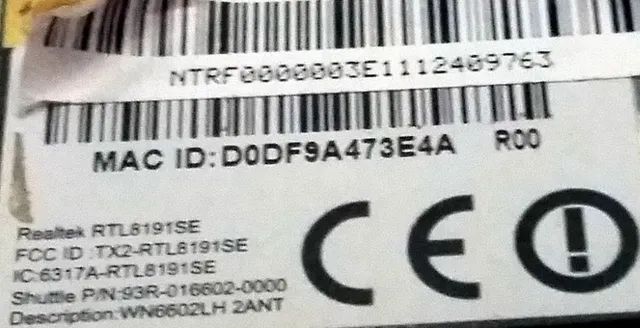 NTRF0000003E1112409763
MAC ID:D0DF9A473E4A R00
Realtek RTL8191SE
FCC ID :TX2-RTL8191SE
IC:6317A-RTL8191SE
Shuttle P/N:93R-016602-0000
Description:WN6602LH 2ANT
CE